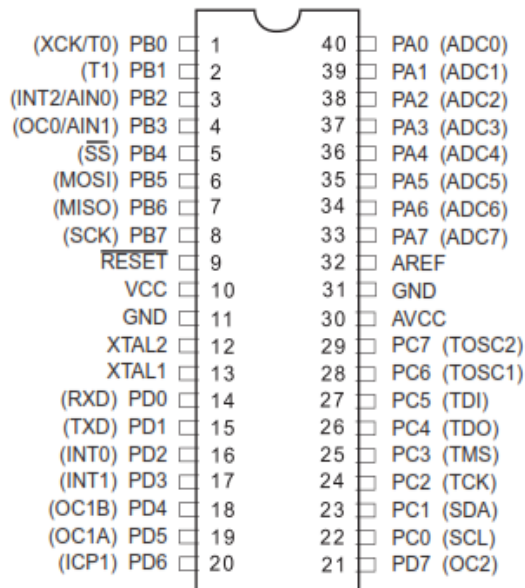 (XCK/T0) PB0 1 40 PA0 (ADC0)
(T1) PB1 2 39 PA1 (ADC1)
(INT2/AIN0) PB2 3 38 PA2 (ADC2)
(OC0/AIN1) PB3 4 37 PA3 (ADC3)
(S̅S̅) PB4 5 36 PA4 (ADC4)
(MOSI) PB5 6 35 PA5 (ADC5)
(MISO) PB6 7 34 PA6 (ADC6)
(SCK) PB7 8 33 PA7 (ADC7)
R̅E̅S̅E̅T̅ 9 32 AREF
VCC 10 31 GND
GND 11 30 AVCC
XTAL2 12 29 PC7 (TOSC2)
XTAL1 13 28 PC6 (TOSC1)
(RXD) PD0 14 27 PC5 (TDI)
(TXD) PD1 15 26 PC4 (TDO)
(INT0) PD2 16 25 PC3 (TMS)
(INT1) PD3 17 24 PC2 (TCK)
(OC1B) PD4 18 23 PC1 (SDA)
(OC1A) PD5 19 22 PC0 (SCL)
(ICP1) PD6 20 21 PD7 (OC2)